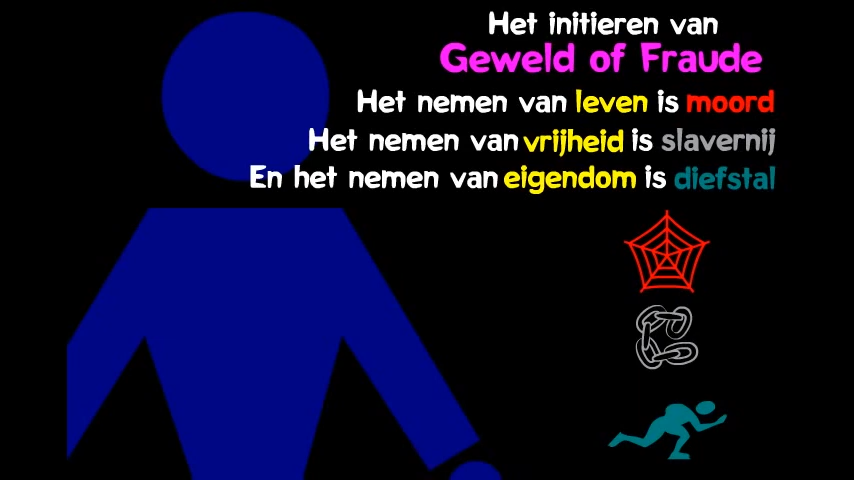 Het initieren van
Geweld of Fraude
Het nemen van leven is moord
Het nemen van vrijheid is slavernij
En het nemen van eigendom is diefstal